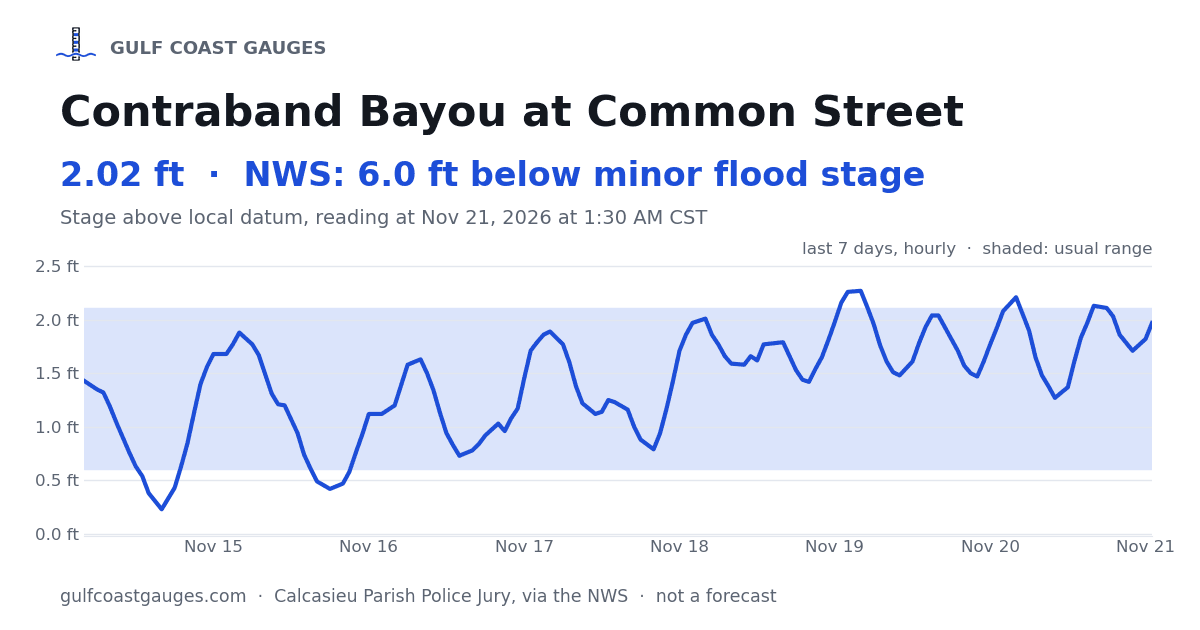 GULF COAST GAUGES
Contraband Bayou at Common Street
2.02 ft · NWS: 6.0 ft below minor flood stage
Stage above local datum, reading at Nov 21, 2026 at 1:30 AM CST
last 7 days, hourly · shaded: usual range
2.5 ft
2.0 ft
1.5 ft
1.0 ft
0.5 ft
0.0 ft
Nov 15 Nov 16 Nov 17 Nov 18 Nov 19 Nov 20 Nov 21
gulfcoastgauges.com · Calcasieu Parish Police Jury, via the NWS · not a forecast